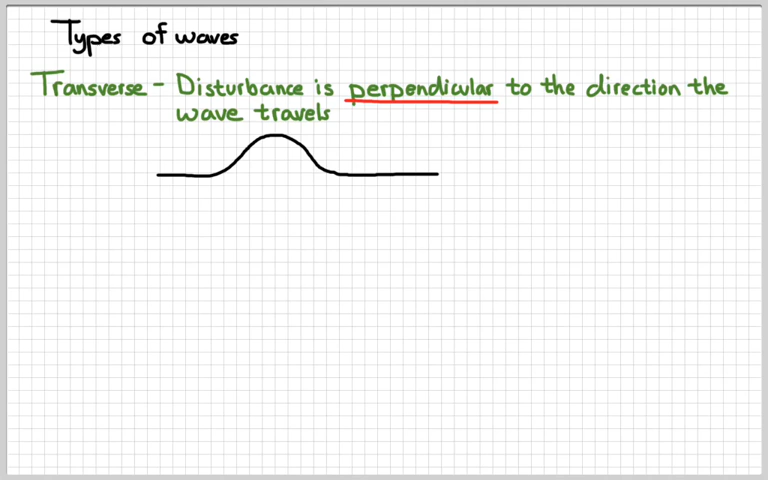 Types of waves
Transverse - Disturbance is perpendicular to the direction the
wave travels